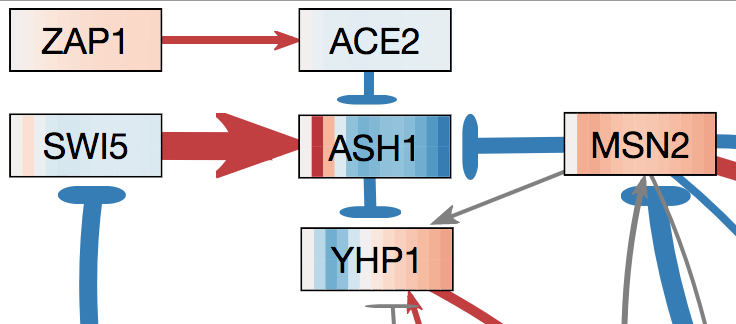 ZAP1
ACE2
SWI5
ASH1
MSN2
YHP1